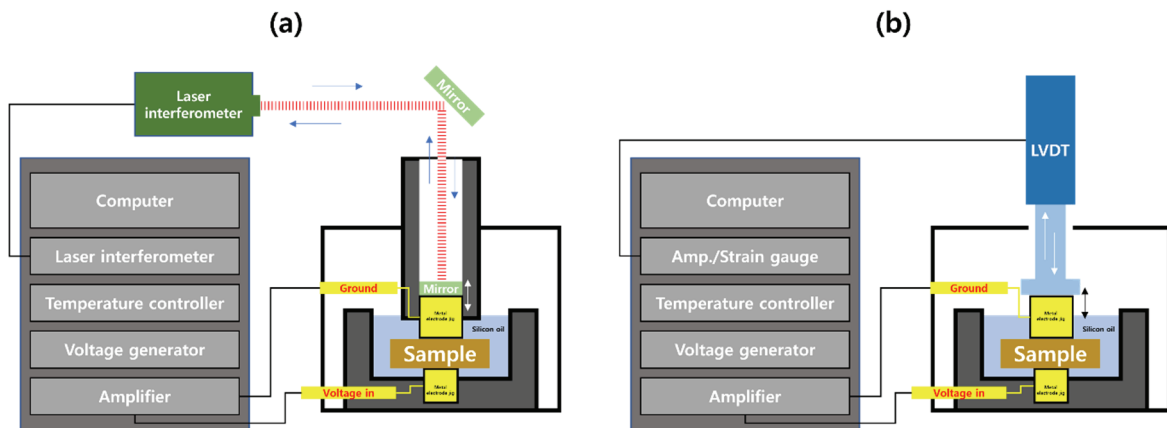 (a)
Laser
interferometer
Mirror
Computer
Laser interferometer
Temperature controller
Voltage generator
Amplifier
Mirror
Ground
Metal
electrode jig
Silicon oil
Sample
Voltage in
Metal
electrode jig
(b)
LVDT
Computer
Amp./Strain gauge
Temperature controller
Voltage generator
Amplifier
Ground
Metal
electrode jig
Silicon oil
Sample
Voltage in
Metal
electrode jig